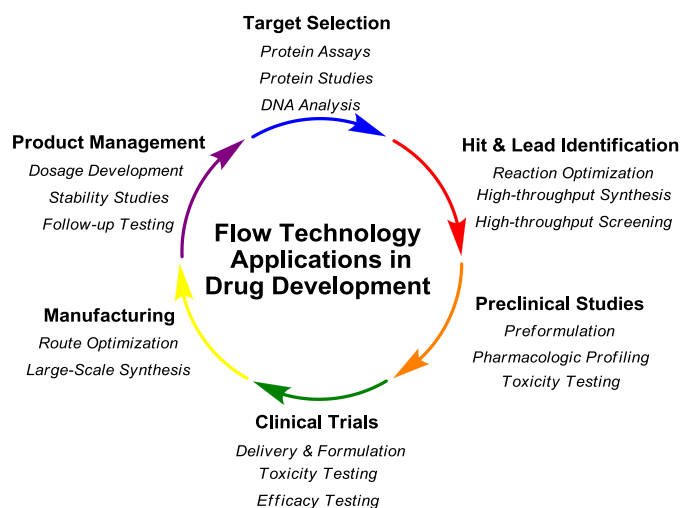 Target Selection
Protein Assays
Protein Studies
DNA Analysis
Hit & Lead Identification
Reaction Optimization
High-throughput Synthesis
High-throughput Screening
Preclinical Studies
Preformulation
Pharmacologic Profiling
Toxicity Testing
Clinical Trials
Delivery & Formulation
Toxicity Testing
Efficacy Testing
Manufacturing
Route Optimization
Large-Scale Synthesis
Product Management
Dosage Development
Stability Studies
Follow-up Testing
Flow Technology
Applications in
Drug Development